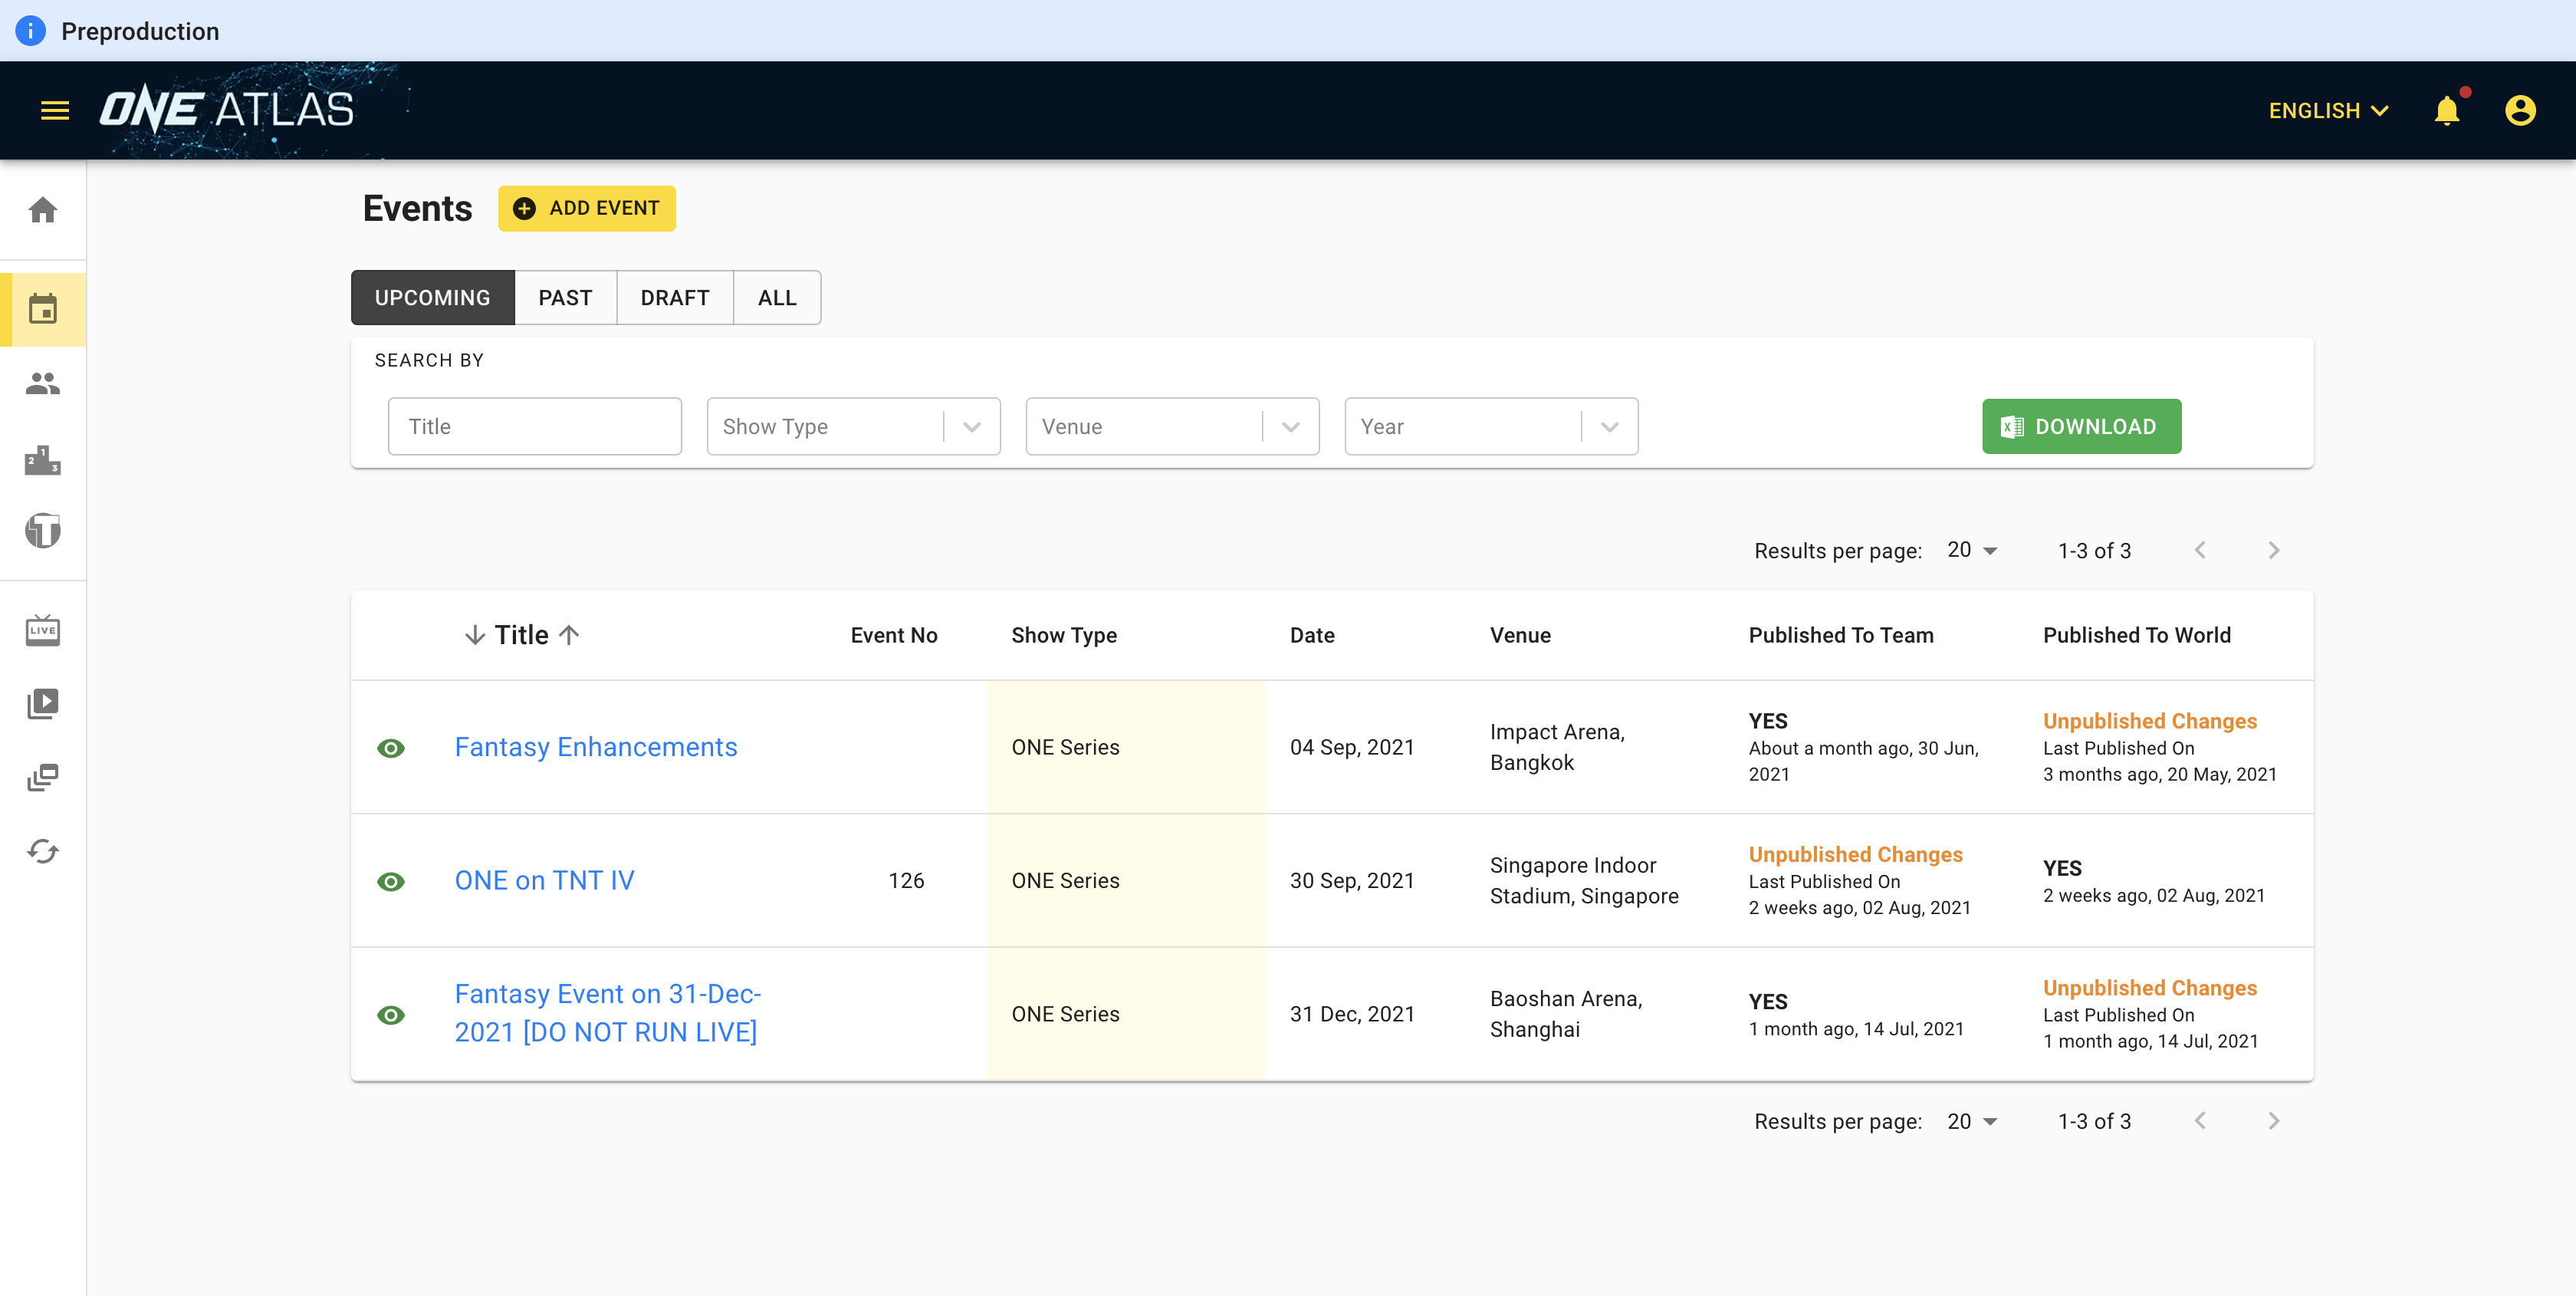 Preproduction
ONE ATLAS
ENGLISH
Events
ADD EVENT
UPCOMING
PAST
DRAFT
ALL
SEARCH BY
Title
Show Type
Venue
Year
DOWNLOAD
Results per page: 20 1-3 of 3
Title
Event No
Show Type
Date
Venue
Published To Team
Published To World
Fantasy Enhancements
ONE Series
04 Sep, 2021
Impact Arena,
Bangkok
YES
About a month ago, 30 Jun,
2021
Unpublished Changes
Last Published On
3 months ago, 20 May, 2021
ONE on TNT IV
126
ONE Series
30 Sep, 2021
Singapore Indoor
Stadium, Singapore
Unpublished Changes
Last Published On
2 weeks ago, 02 Aug, 2021
YES
2 weeks ago, 02 Aug, 2021
Fantasy Event on 31-Dec-
2021 [DO NOT RUN LIVE]
ONE Series
31 Dec, 2021
Baoshan Arena,
Shanghai
YES
1 month ago, 14 Jul, 2021
Unpublished Changes
Last Published On
1 month ago, 14 Jul, 2021
Results per page: 20 1-3 of 3
2 1 3
LIVE